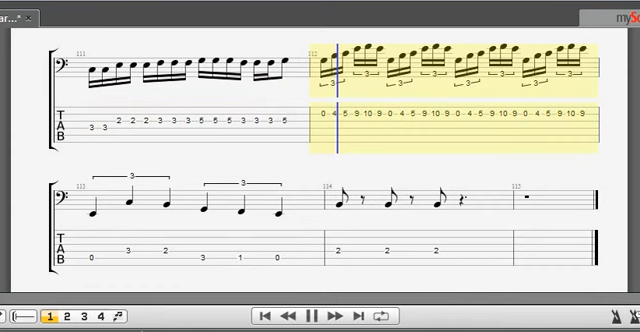 ar...* × myS
111 112
3 3 3 3
3 3 3 3
T A B 2 2 2 3 3 3 5 5 5 3 3 3 5 0 4 5 9 10 9 0 4 5 9 10 9 0 4 5 9 10 9 0 4 5 9 10 9
3 3
3 3
113 114 115
T A B 3 2 2 2 2
0 3 1 0
1 2 3 4